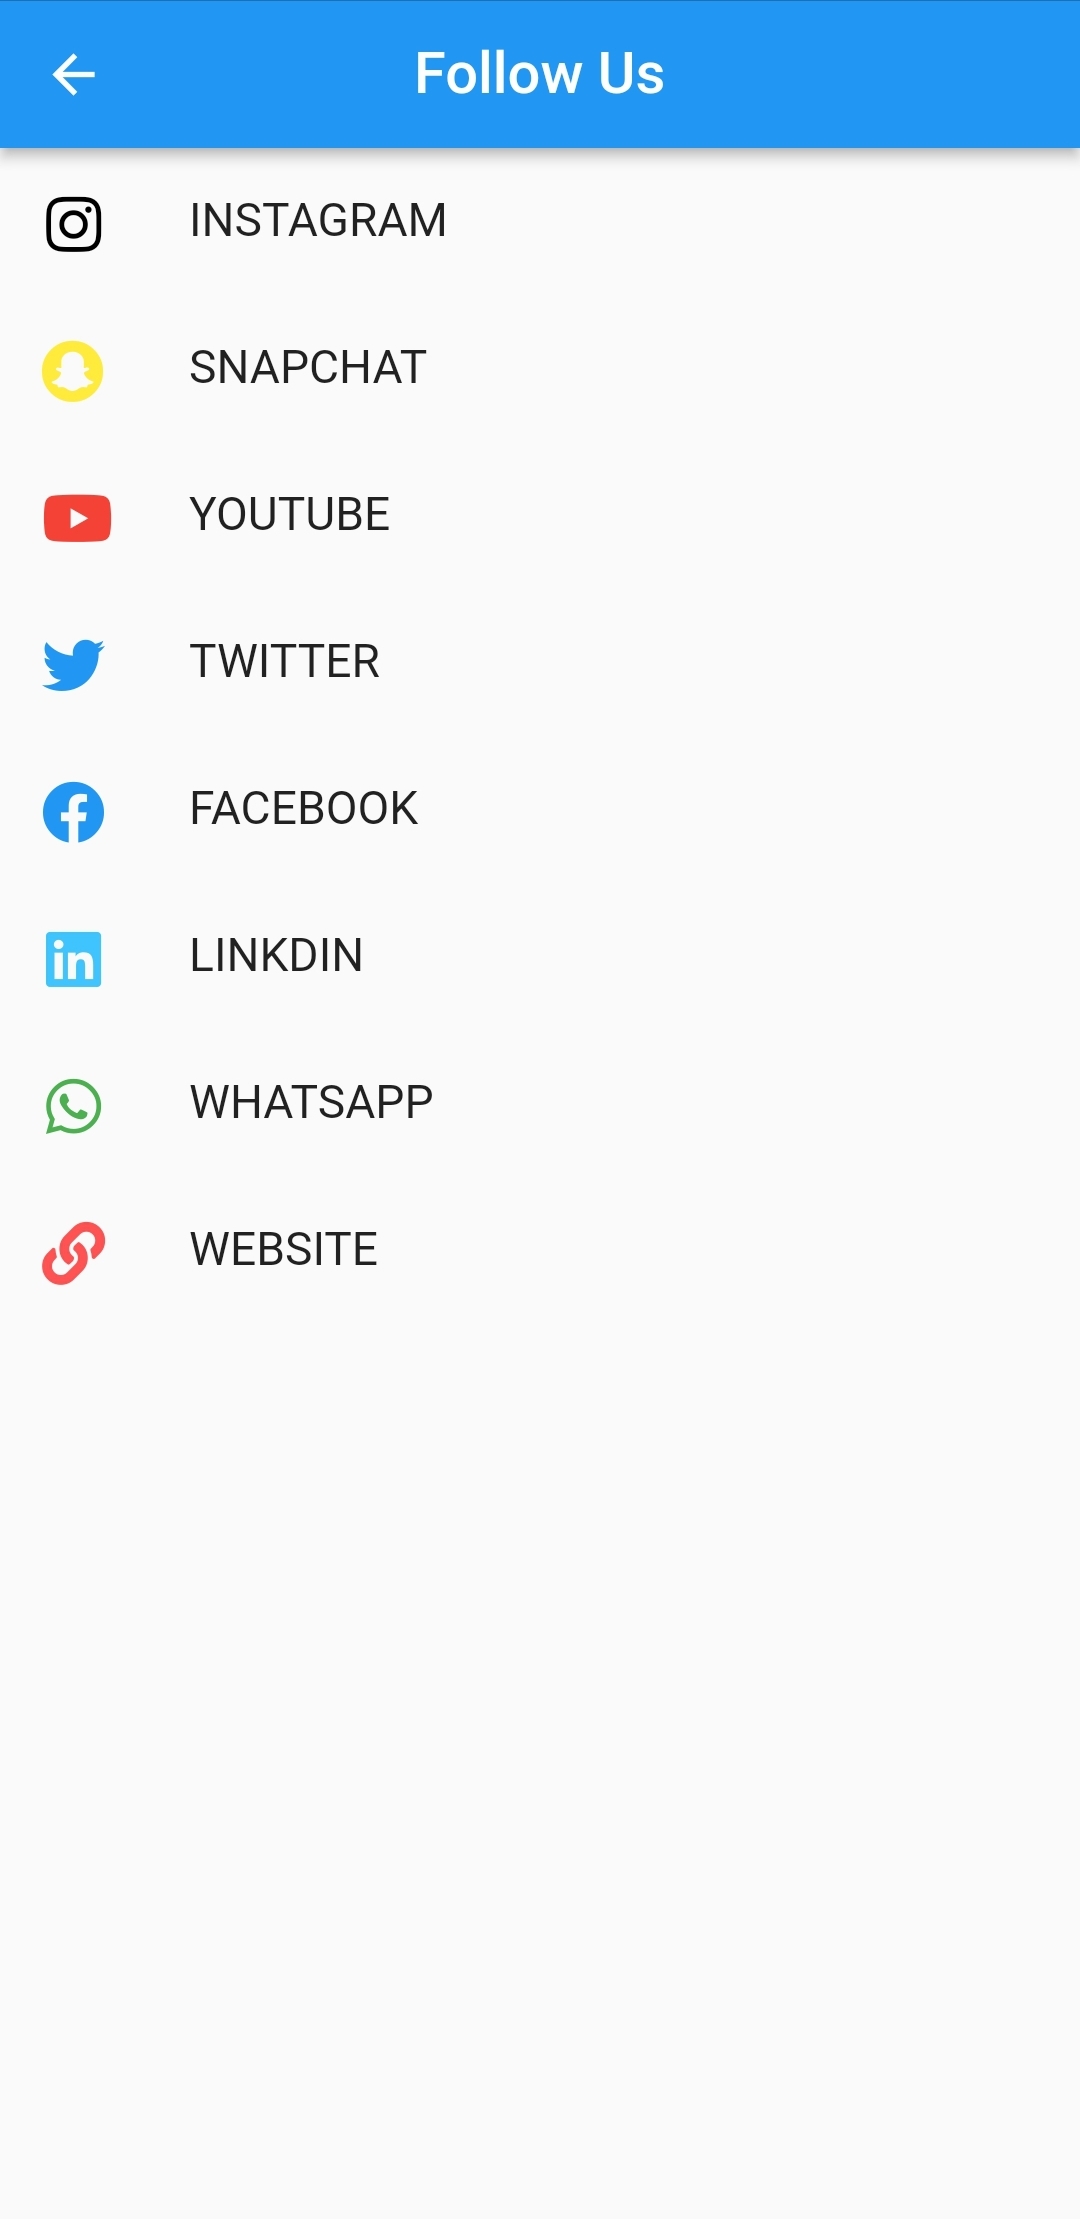 Follow Us
INSTAGRAM
SNAPCHAT
YOUTUBE
TWITTER
FACEBOOK
LINKDIN
WHATSAPP
WEBSITE